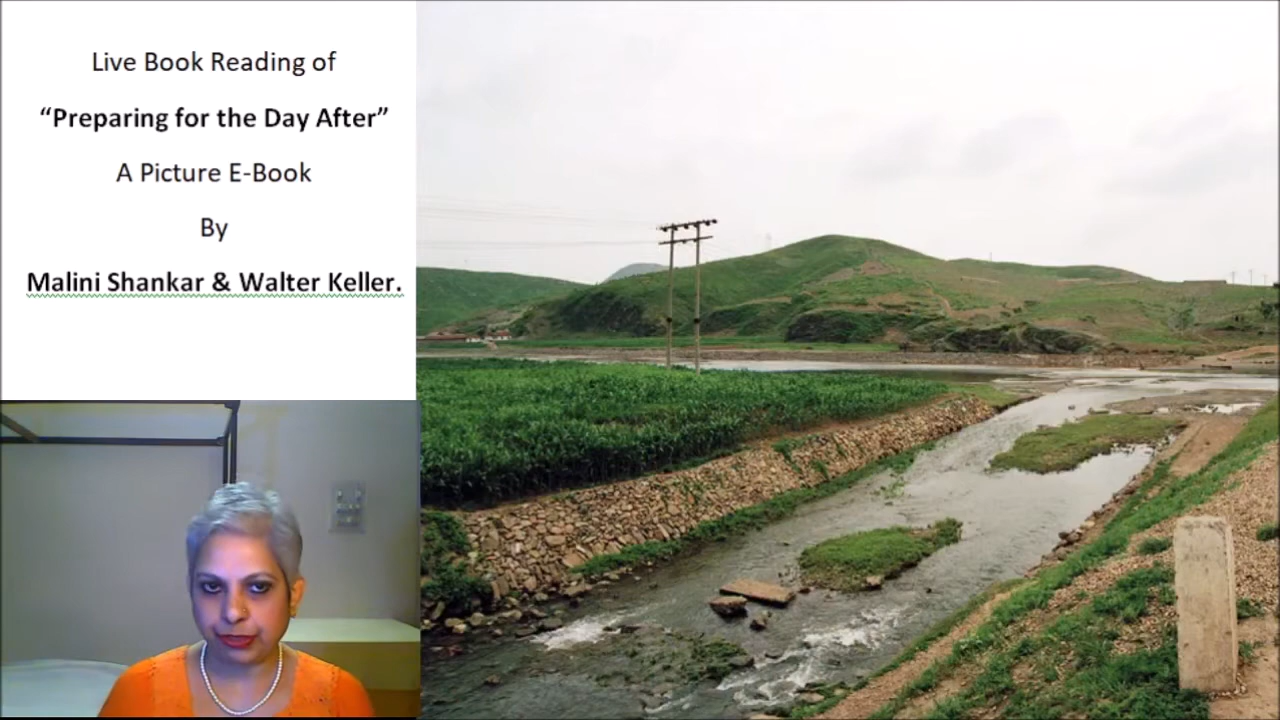 Live Book Reading of
“Preparing for the Day After”
A Picture E-Book
By
Malini Shankar & Walter Keller.